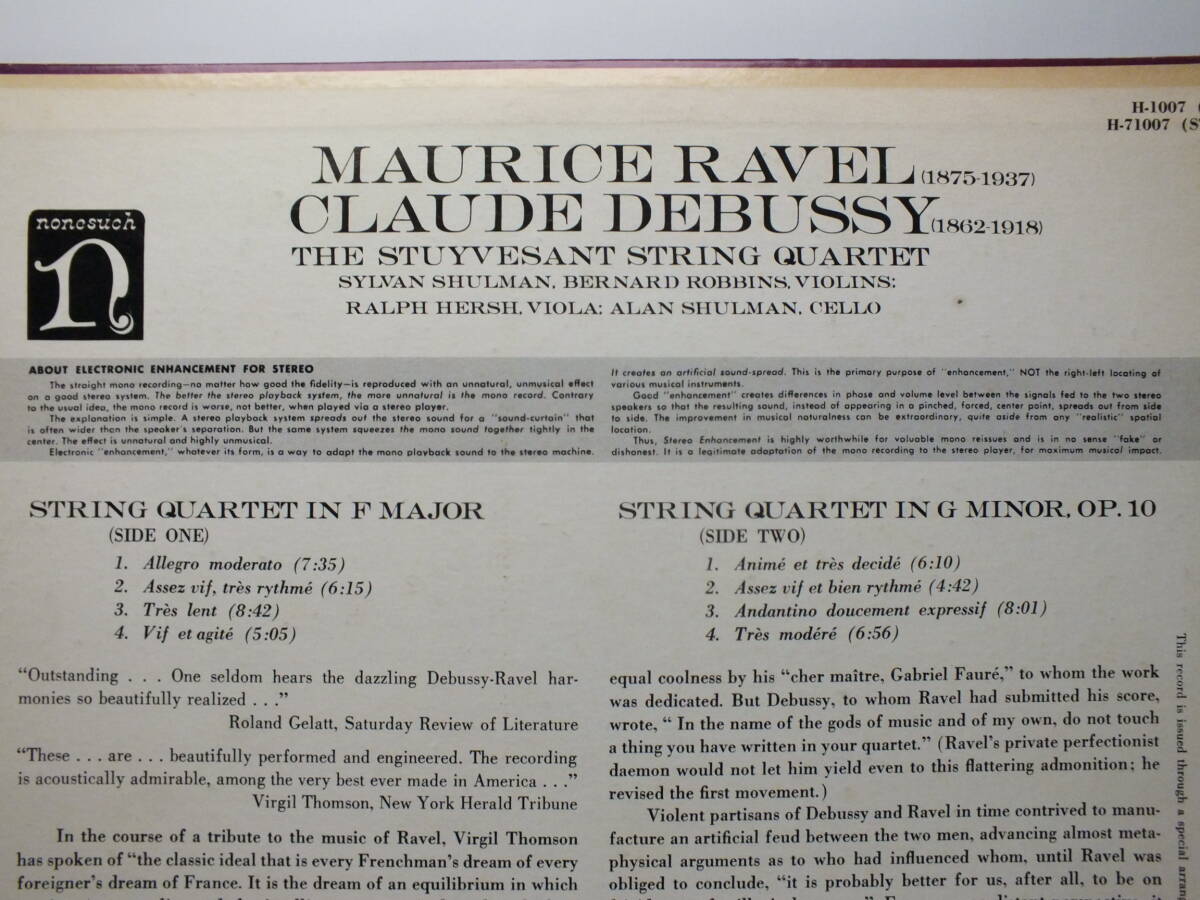 H-1007
H-71007
MAURICE RAVEL (1875-1937)
CLAUDE DEBUSSY (1862-1918)
THE STUYVESANT STRING QUARTET
SYLVAN SHULMAN, BERNARD ROBBINS, VIOLINS;
RALPH HERSH, VIOLA; ALAN SHULMAN, CELLO
nonesuch
n
ABOUT ELECTRONIC ENHANCEMENT FOR STEREO
The straight mono recording—no matter how good the fidelity—is reproduced with an unnatural, unmusical effect
on a good stereo system. The better the stereo playback system, the more unnatural is the mono record. Contrary
to the usual idea, the mono record is worse, not better, when played via a stereo player.
The explanation is simple. A stereo playback system spreads out the stereo sound for a "sound-curtain" that
is often wider than the speaker's separation. But the same system squeezes the mono sound together tightly in the
center. The effect is unnatural and highly unmusical.
Electronic "enhancement," whatever its form, is a way to adapt the mono playback sound to the stereo machine.
It creates an artificial sound-spread. This is the primary purpose of "enhancement," NOT the right-left locating of
various musical instruments.
Good "enhancement" creates differences in phase and volume level between the signals fed to the two stereo
speakers so that the resulting sound, instead of appearing in a pinched, forced, center point, spreads out from side
to side. The improvement in musical naturalness can be extraordinary, quite aside from any "realistic" spatial
location.
Thus, Stereo Enhancement is highly worthwhile for valuable mono reissues and is in no sense "fake" or
dishonest. It is a legitimate adaptation of the mono recording to the stereo player, for maximum musical impact.
STRING QUARTET IN F MAJOR
(SIDE ONE)
1. Allegro moderato (7:35)
2. Assez vif, très rythmé (6:15)
3. Très lent (8:42)
4. Vif et agité (5:05)
STRING QUARTET IN G MINOR, OP. 10
(SIDE TWO)
1. Animé et très decidé (6:10)
2. Assez vif et bien rythmé (4:42)
3. Andantino doucement expressif (8:01)
4. Très modéré (6:56)
"Outstanding . . . One seldom hears the dazzling Debussy-Ravel har-
monies so beautifully realized . . ."
Roland Gelatt, Saturday Review of Literature
"These . . . are . . . beautifully performed and engineered. The recording
is acoustically admirable, among the very best ever made in America . . ."
Virgil Thomson, New York Herald Tribune
In the course of a tribute to the music of Ravel, Virgil Thomson
has spoken of "the classic ideal that is every Frenchman's dream of every
foreigner's dream of France. It is the dream of an equilibrium in which
equal coolness by his "cher maître, Gabriel Fauré," to whom the work
was dedicated. But Debussy, to whom Ravel had submitted his score,
wrote, " In the name of the gods of music and of my own, do not touch
a thing you have written in your quartet." (Ravel's private perfectionist
daemon would not let him yield even to this flattering admonition; he
revised the first movement.)
Violent partisans of Debussy and Ravel in time contrived to manu-
facture an artificial feud between the two men, advancing almost meta-
physical arguments as to who had influenced whom, until Ravel was
obliged to conclude, "it is probably better for us, after all, to be on
This record is issued through a special